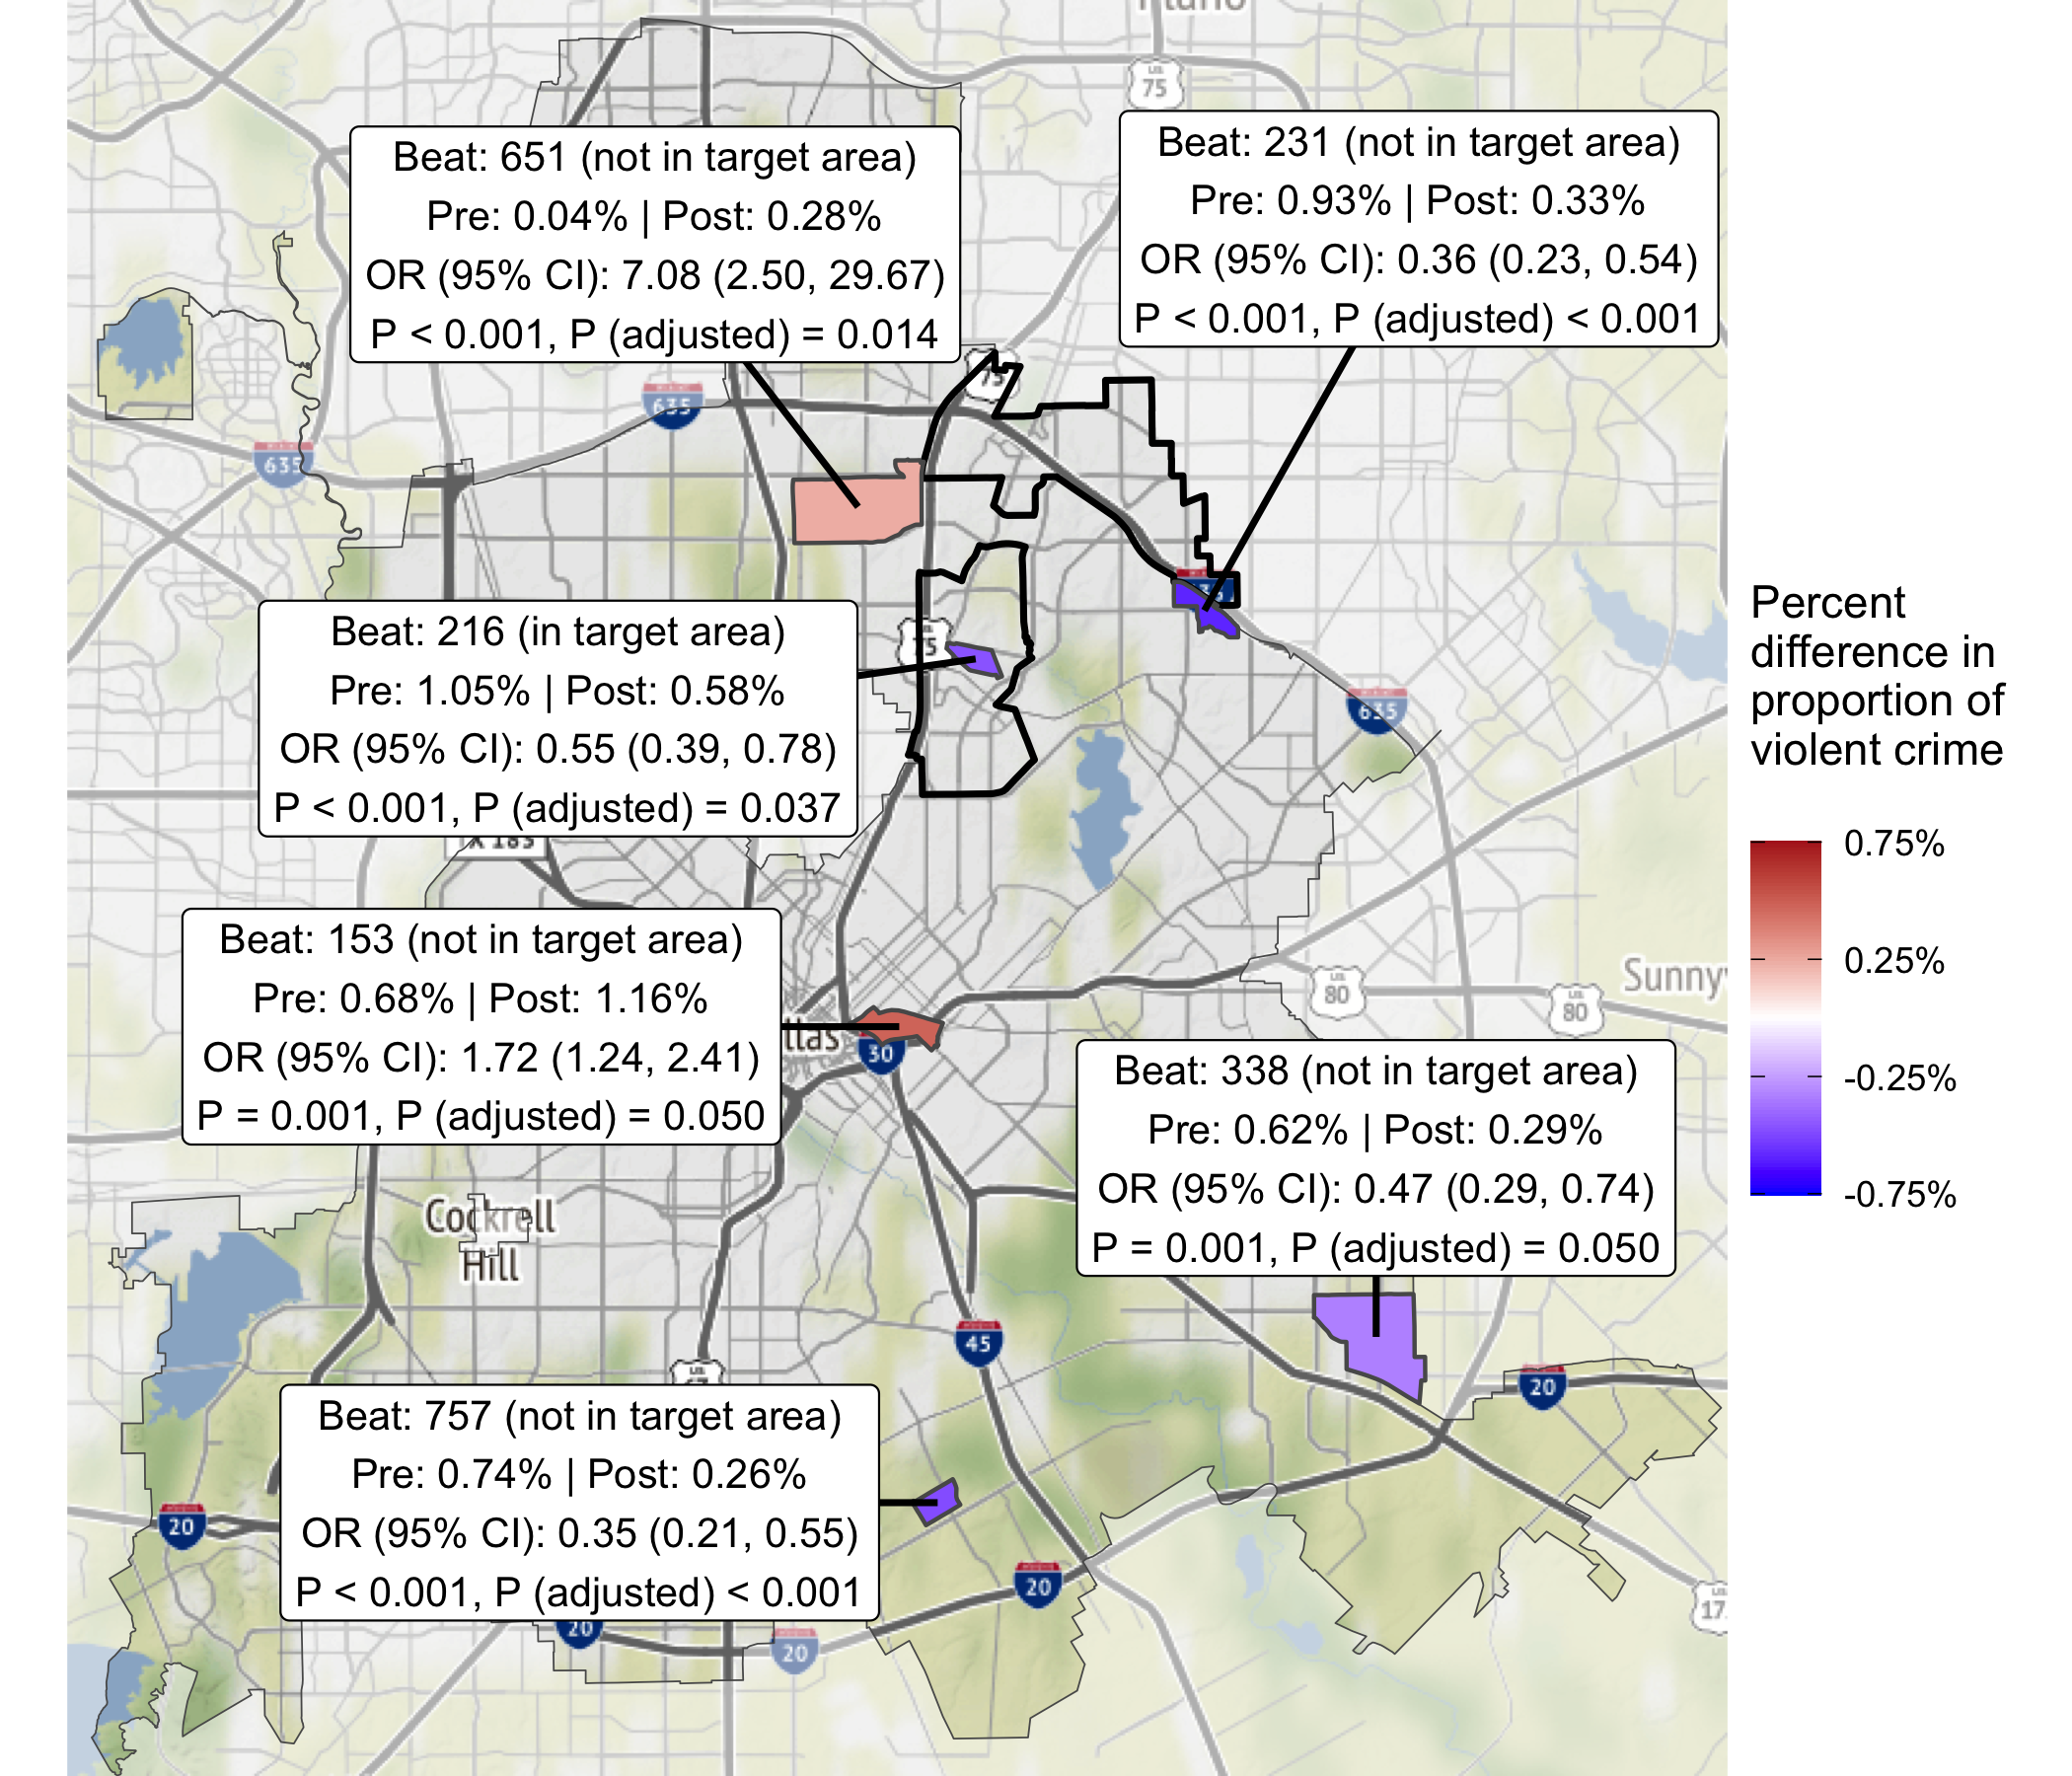 75
Beat: 651 (not in target area)
Pre: 0.04% | Post: 0.28%
OR (95% CI): 7.08 (2.50, 29.67)
P < 0.001, P (adjusted) = 0.014
Beat: 231 (not in target area)
Pre: 0.93% | Post: 0.33%
OR (95% CI): 0.36 (0.23, 0.54)
P < 0.001, P (adjusted) < 0.001
75
635
635
Beat: 216 (in target area)
Pre: 1.05% | Post: 0.58%
OR (95% CI): 0.55 (0.39, 0.78)
P < 0.001, P (adjusted) = 0.037
75
635
Percent
difference in
proportion of
violent crime
0.75%
0.25%
-0.25%
-0.75%
Beat: 153 (not in target area)
Pre: 0.68% | Post: 1.16%
OR (95% CI): 1.72 (1.24, 2.41)
P = 0.001, P (adjusted) = 0.050
llas
30
80
80
Sunny
Beat: 338 (not in target area)
Pre: 0.62% | Post: 0.29%
OR (95% CI): 0.47 (0.29, 0.74)
P = 0.001, P (adjusted) = 0.050
Cockrell
Hill
45
20
Beat: 757 (not in target area)
Pre: 0.74% | Post: 0.26%
OR (95% CI): 0.35 (0.21, 0.55)
P < 0.001, P (adjusted) < 0.001
20
20
20
20
17